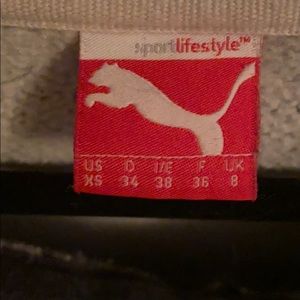 sportlifestyle™
US D I/E F UK
XS 34 38 36 8